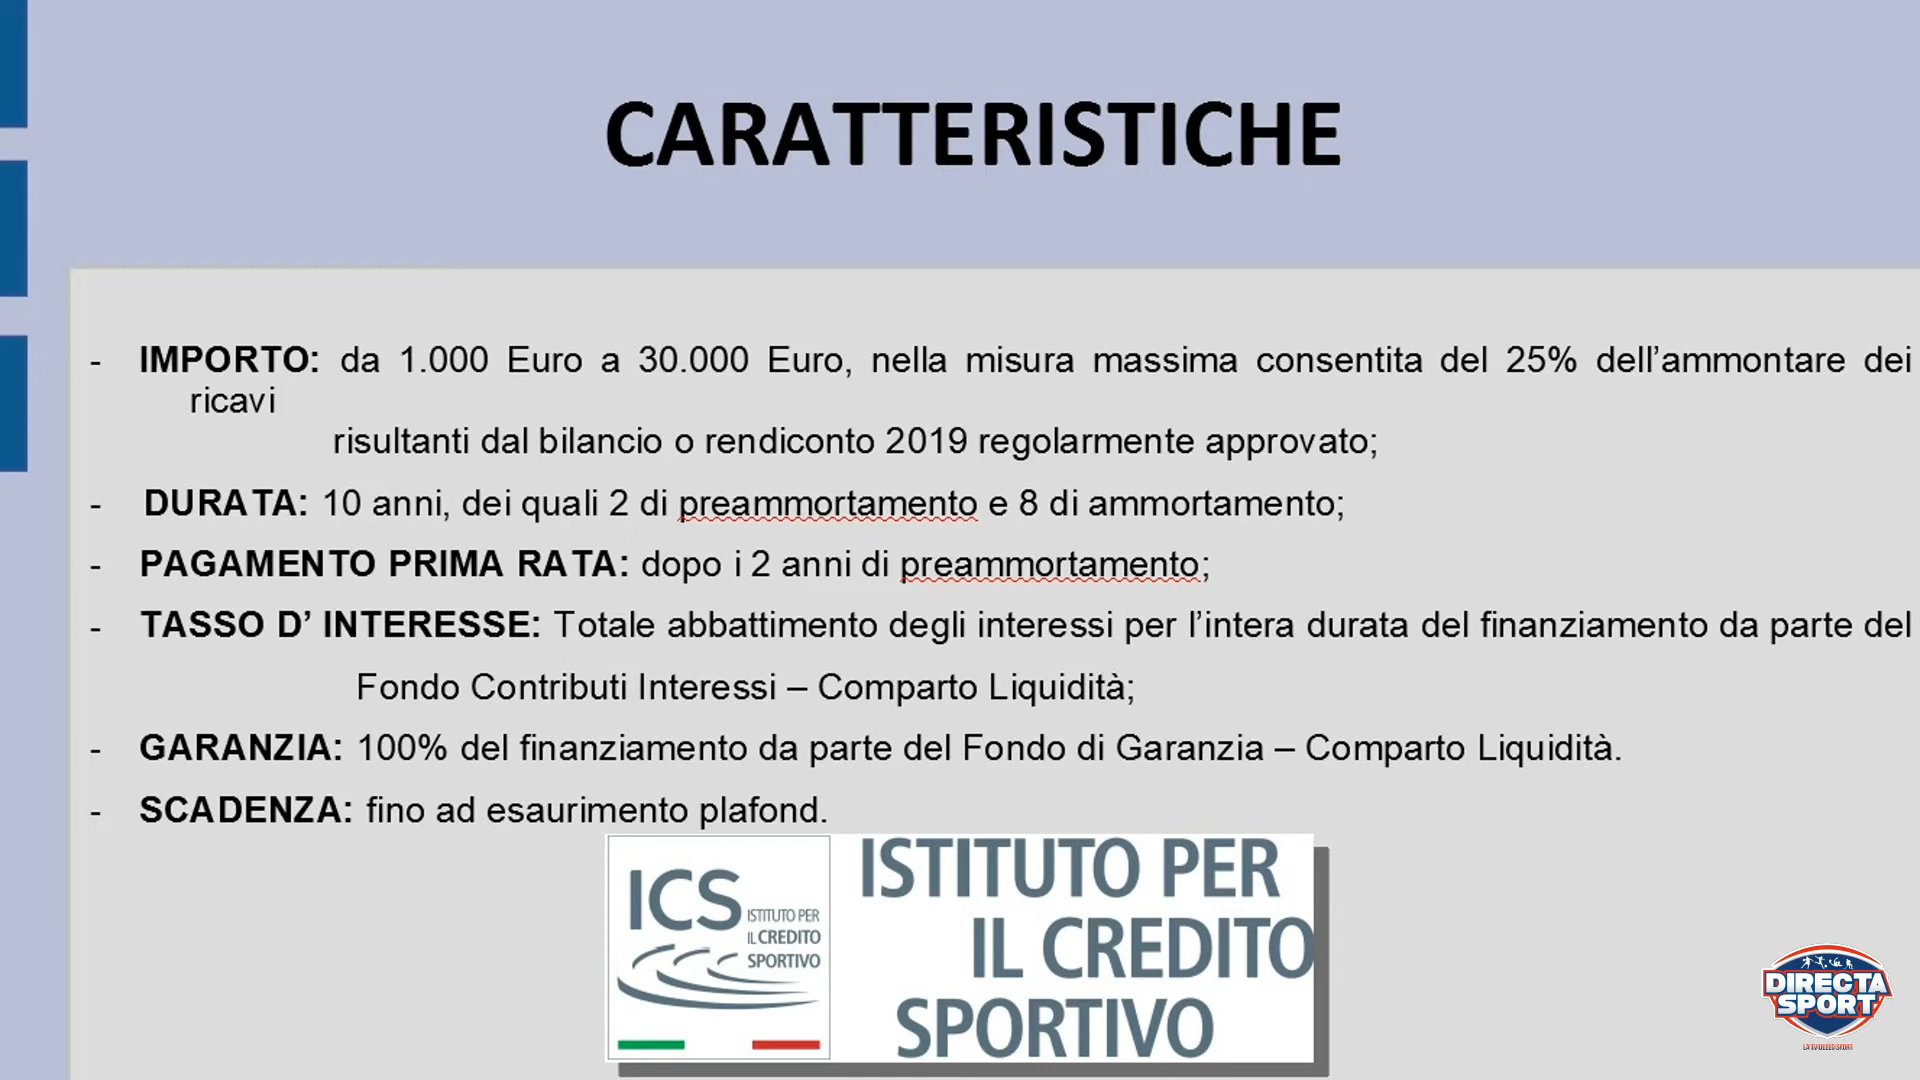 CARATTERISTICHE
- IMPORTO: da 1.000 Euro a 30.000 Euro, nella misura massima consentita del 25% dell’ammontare dei
ricavi
risultanti dal bilancio o rendiconto 2019 regolarmente approvato;
- DURATA: 10 anni, dei quali 2 di preammortamento e 8 di ammortamento;
- PAGAMENTO PRIMA RATA: dopo i 2 anni di preammortamento;
- TASSO D’ INTERESSE: Totale abbattimento degli interessi per l’intera durata del finanziamento da parte del
Fondo Contributi Interessi – Comparto Liquidità;
- GARANZIA: 100% del finanziamento da parte del Fondo di Garanzia – Comparto Liquidità.
- SCADENZA: fino ad esaurimento plafond.
ICS
ISTITUTO PER
IL CREDITO
SPORTIVO
ISTITUTO PER
IL CREDITO
SPORTIVO
DIRECTA
SPORT